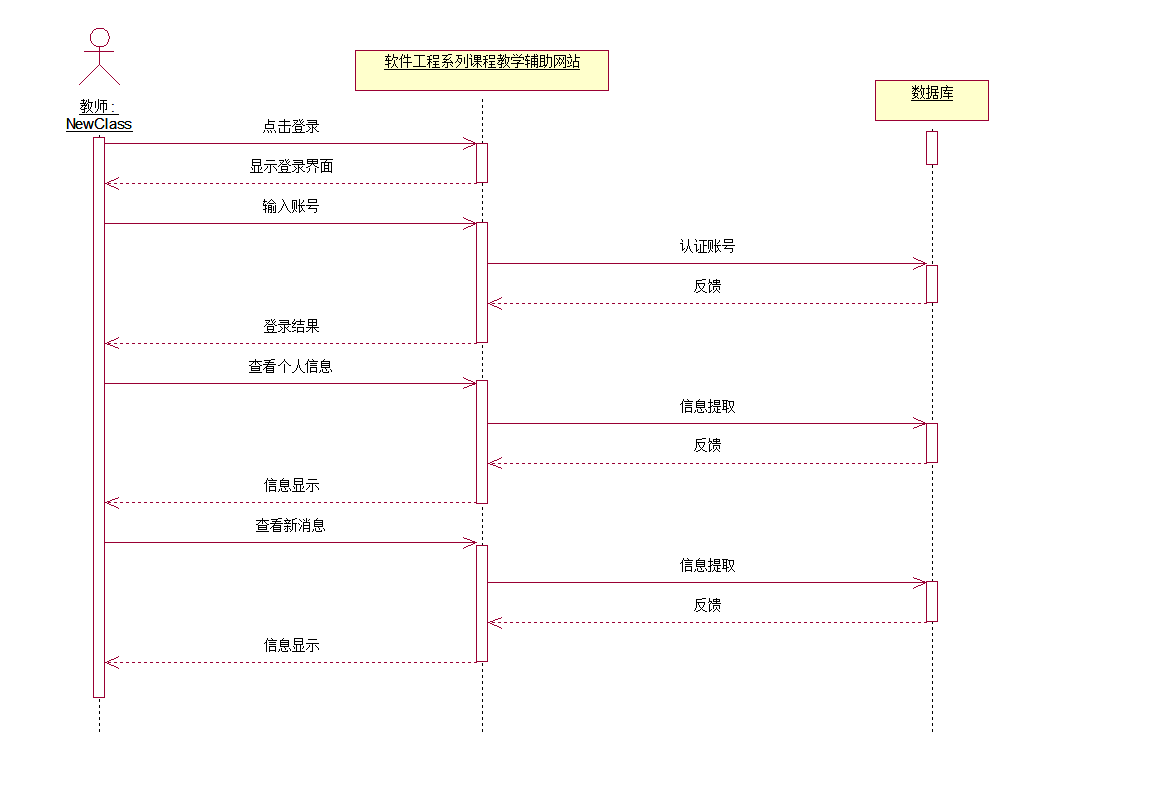 软件工程系列课程教学辅助网站
数据库
教师：
NewClass
点击登录
显示登录界面
输入账号
认证账号
反馈
登录结果
查看个人信息
信息提取
反馈
信息显示
查看新消息
信息提取
反馈
信息显示